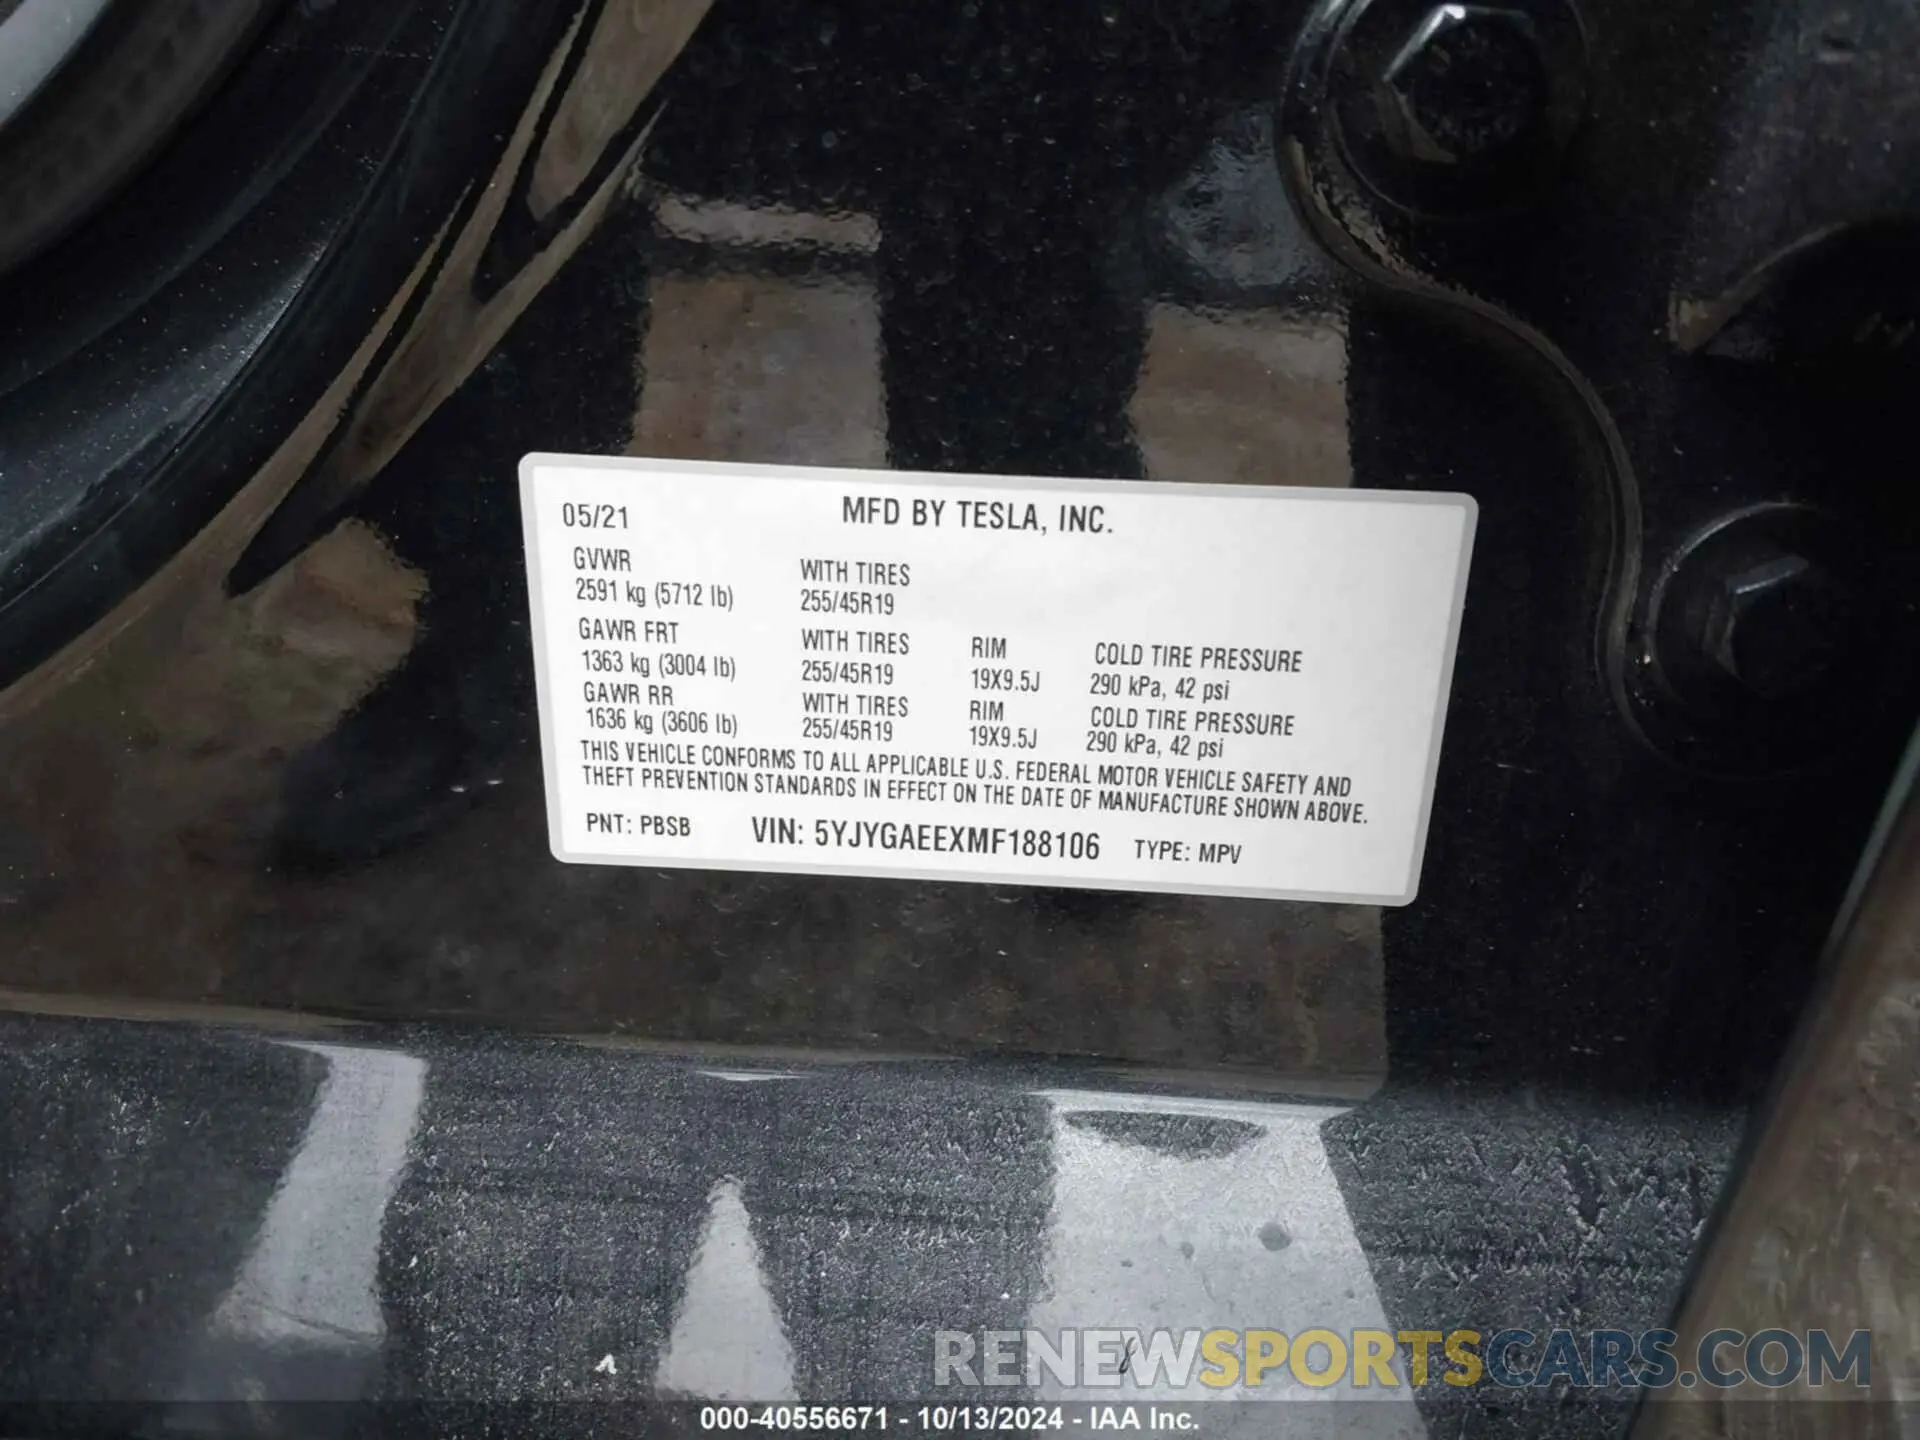 05/21 MFD BY TESLA, INC.
GVWR WITH TIRES
2591 kg (5712 lb) 255/45R19
GAWR FRT WITH TIRES RIM COLD TIRE PRESSURE
1363 kg (3004 lb) 255/45R19 19X9.5J 290 kPa, 42 psi
GAWR RR WITH TIRES RIM COLD TIRE PRESSURE
1636 kg (3606 lb) 255/45R19 19X9.5J 290 kPa, 42 psi
THIS VEHICLE CONFORMS TO ALL APPLICABLE U.S. FEDERAL MOTOR VEHICLE SAFETY AND
THEFT PREVENTION STANDARDS IN EFFECT ON THE DATE OF MANUFACTURE SHOWN ABOVE.
PNT: PBSB VIN: 5YJYGAEEXMF188106 TYPE: MPV
RENEWSPORTSCARS.COM
000-40556671 - 10/13/2024 - IAA Inc.